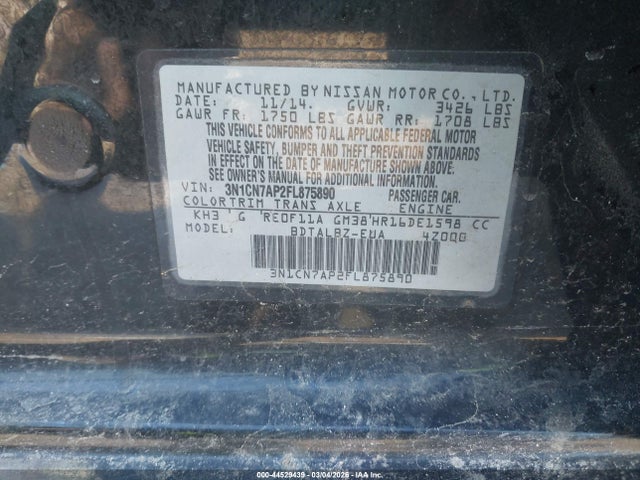 MANUFACTURED BY NISSAN MOTOR CO., LTD.
DATE: 11/14. GVWR: 3426 LBS
GAWR FR: 1750 LBS GAWR RR: 1708 LBS
THIS VEHICLE CONFORMS TO ALL APPLICABLE FEDERAL MOTOR
VEHICLE SAFETY, BUMPER AND THEFT PREVENTION STANDARDS
IN EFFECT ON THE DATE OF MANUFACTURE SHOWN ABOVE.
SEE OWNER'S MANUAL FOR ADDITIONAL INFORMATION
VIN: 3N1CN7AP2FL875890 PASSENGER CAR.
COLOR TRIM TRANS AXLE ENGINE
KH3 G RE0F11A GM38 HR16DE1598 CC
MODEL BDTALBZ-EUA 4Z000
3N1CN7AP2FL875890
000-44529439 - 03/04/2026 - IAA Inc.